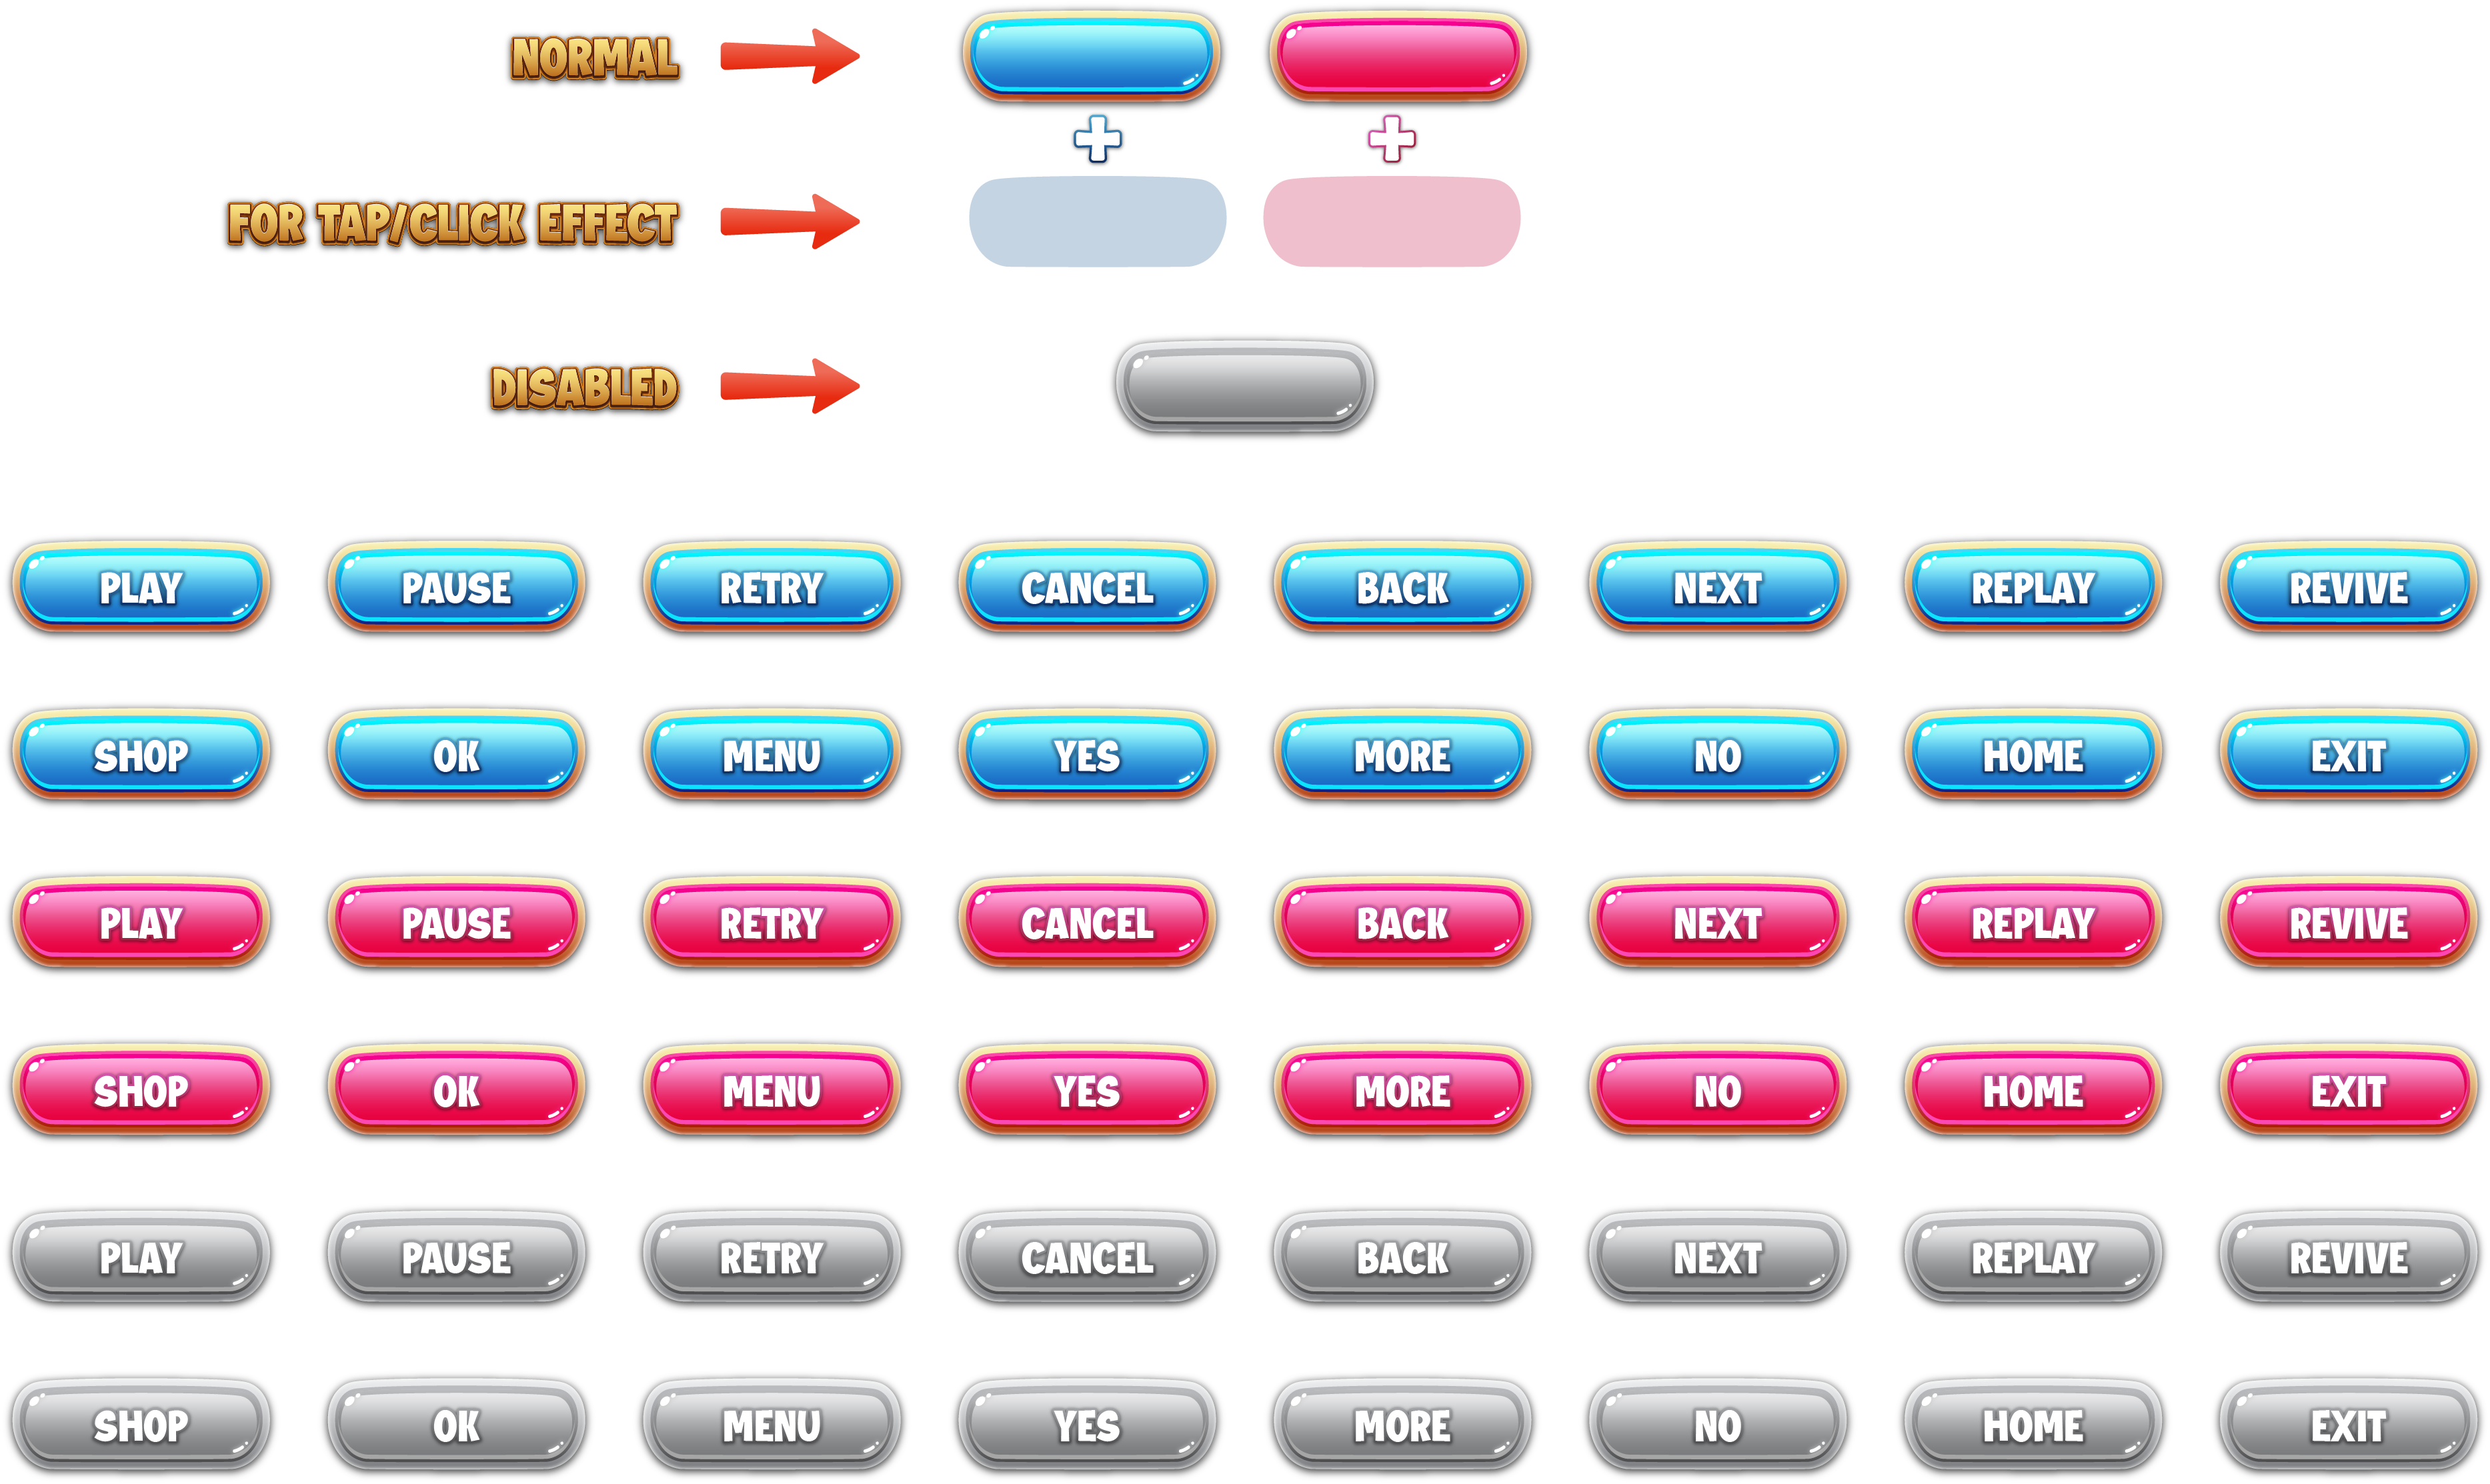 NORMAL
FOR TAP/CLICK EFFECT
DISABLED
PLAY PAUSE RETRY CANCEL BACK NEXT REPLAY REVIVE
SHOP OK MENU YES MORE NO HOME EXIT
PLAY PAUSE RETRY CANCEL BACK NEXT REPLAY REVIVE
SHOP OK MENU YES MORE NO HOME EXIT
PLAY PAUSE RETRY CANCEL BACK NEXT REPLAY REVIVE
SHOP OK MENU YES MORE NO HOME EXIT